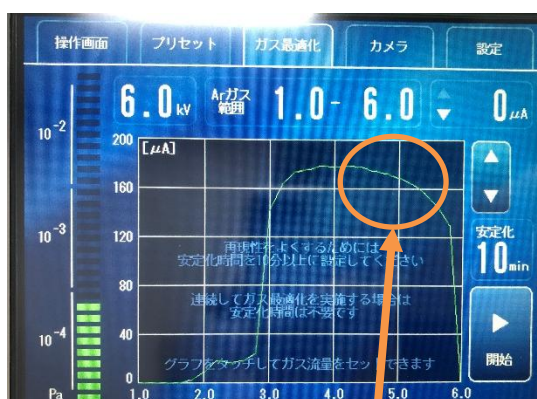 操作画面 プリセット ガス最適化 カメラ 設定
6.0 kV Arガス範囲 1.0 - 6.0 0 μA
10-2
200 [μA]
160
10-3
120
再現性をよくするためには
安定化時間を10分以上に設定してください
安定化
10 min
80
連続してガス最適化を実施する場合は
安定化時間は不要です
10-4
40
グラフをタッチしてガス流量をセットできます
開始
0
Pa
1.0 2.0 3.0 4.0 5.0 6.0